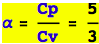 α = Cp/Cv = 5/3